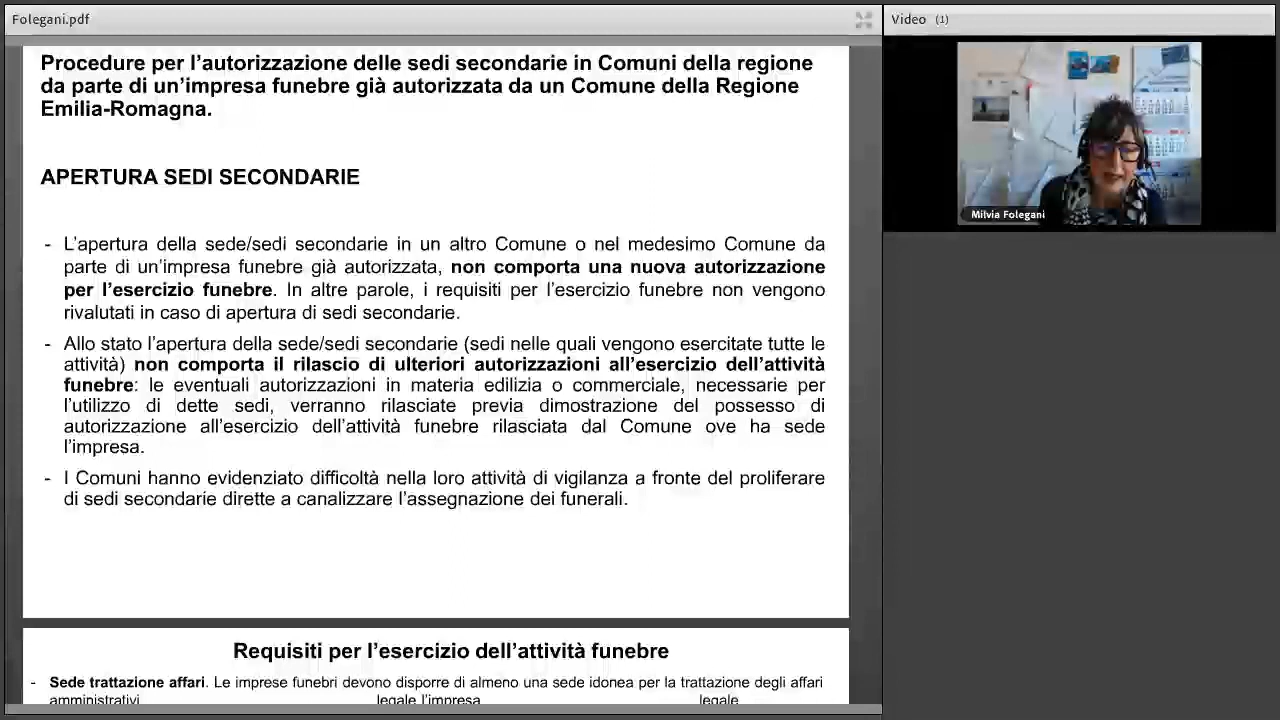 Folegani.pdf
Video (1)
Procedure per l’autorizzazione delle sedi secondarie in Comuni della regione
da parte di un’impresa funebre già autorizzata da un Comune della Regione
Emilia-Romagna.
APERTURA SEDI SECONDARIE
- L’apertura della sede/sedi secondarie in un altro Comune o nel medesimo Comune da
parte di un’impresa funebre già autorizzata, non comporta una nuova autorizzazione
per l’esercizio funebre. In altre parole, i requisiti per l’esercizio funebre non vengono
rivalutati in caso di apertura di sedi secondarie.
- Allo stato l’apertura della sede/sedi secondarie (sedi nelle quali vengono esercitate tutte le
attività) non comporta il rilascio di ulteriori autorizzazioni all’esercizio dell’attività
funebre: le eventuali autorizzazioni in materia edilizia o commerciale, necessarie per
l’utilizzo di dette sedi, verranno rilasciate previa dimostrazione del possesso di
autorizzazione all’esercizio dell’attività funebre rilasciata dal Comune ove ha sede
l’impresa.
- I Comuni hanno evidenziato difficoltà nella loro attività di vigilanza a fronte del proliferare
di sedi secondarie dirette a canalizzare l’assegnazione dei funerali.
Requisiti per l’esercizio dell’attività funebre
- Sede trattazione affari. Le imprese funebri devono disporre di almeno una sede idonea per la trattazione degli affari
amministrativi legale l’impresa legale
Milvia Folegani